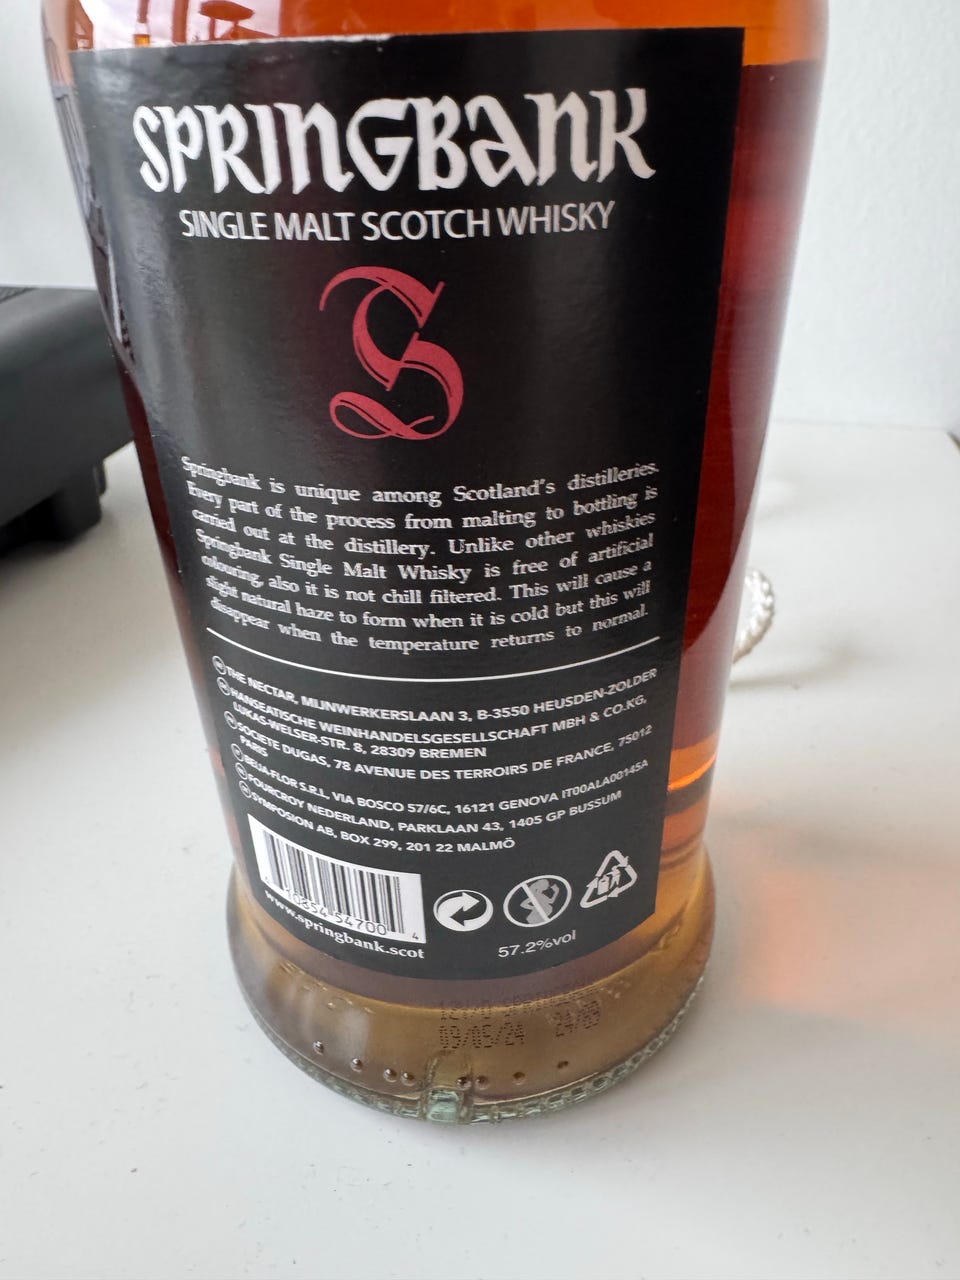 SPRINGBANK
SINGLE MALT SCOTCH WHISKY
S
Springbank is unique among Scotland's distilleries.
Every part of the process from malting to bottling is
carried out at the distillery. Unlike other whiskies
Springbank Single Malt Whisky is free of artificial
colouring, also it is not chill filtered. This will cause a
slight natural haze to form when it is cold but this will
disappear when the temperature returns to normal.
THE NECTAR, MIJNWERKERSLAAN 3, B-3550 HEUSDEN-ZOLDER
HANSEATISCHE WEINHANDELSGESELLSCHAFT MBH & CO.KG,
LUKAS-WELSER-STR. 8, 28309 BREMEN
SOCIETE DUGAS, 78 AVENUE DES TERROIRS DE FRANCE, 75012
PARIS
BEIJA-FLOR S.R.L, VIA BOSCO 57/6C, 16121 GENOVA IT00ALA00145A
FOURCROY NEDERLAND, PARKLAAN 43, 1405 GP BUSSUM
SYMPOSION AB, BOX 299, 201 22 MALMÖ
10854 54700 4
www.springbank.scot
57.2%vol
09/05/24